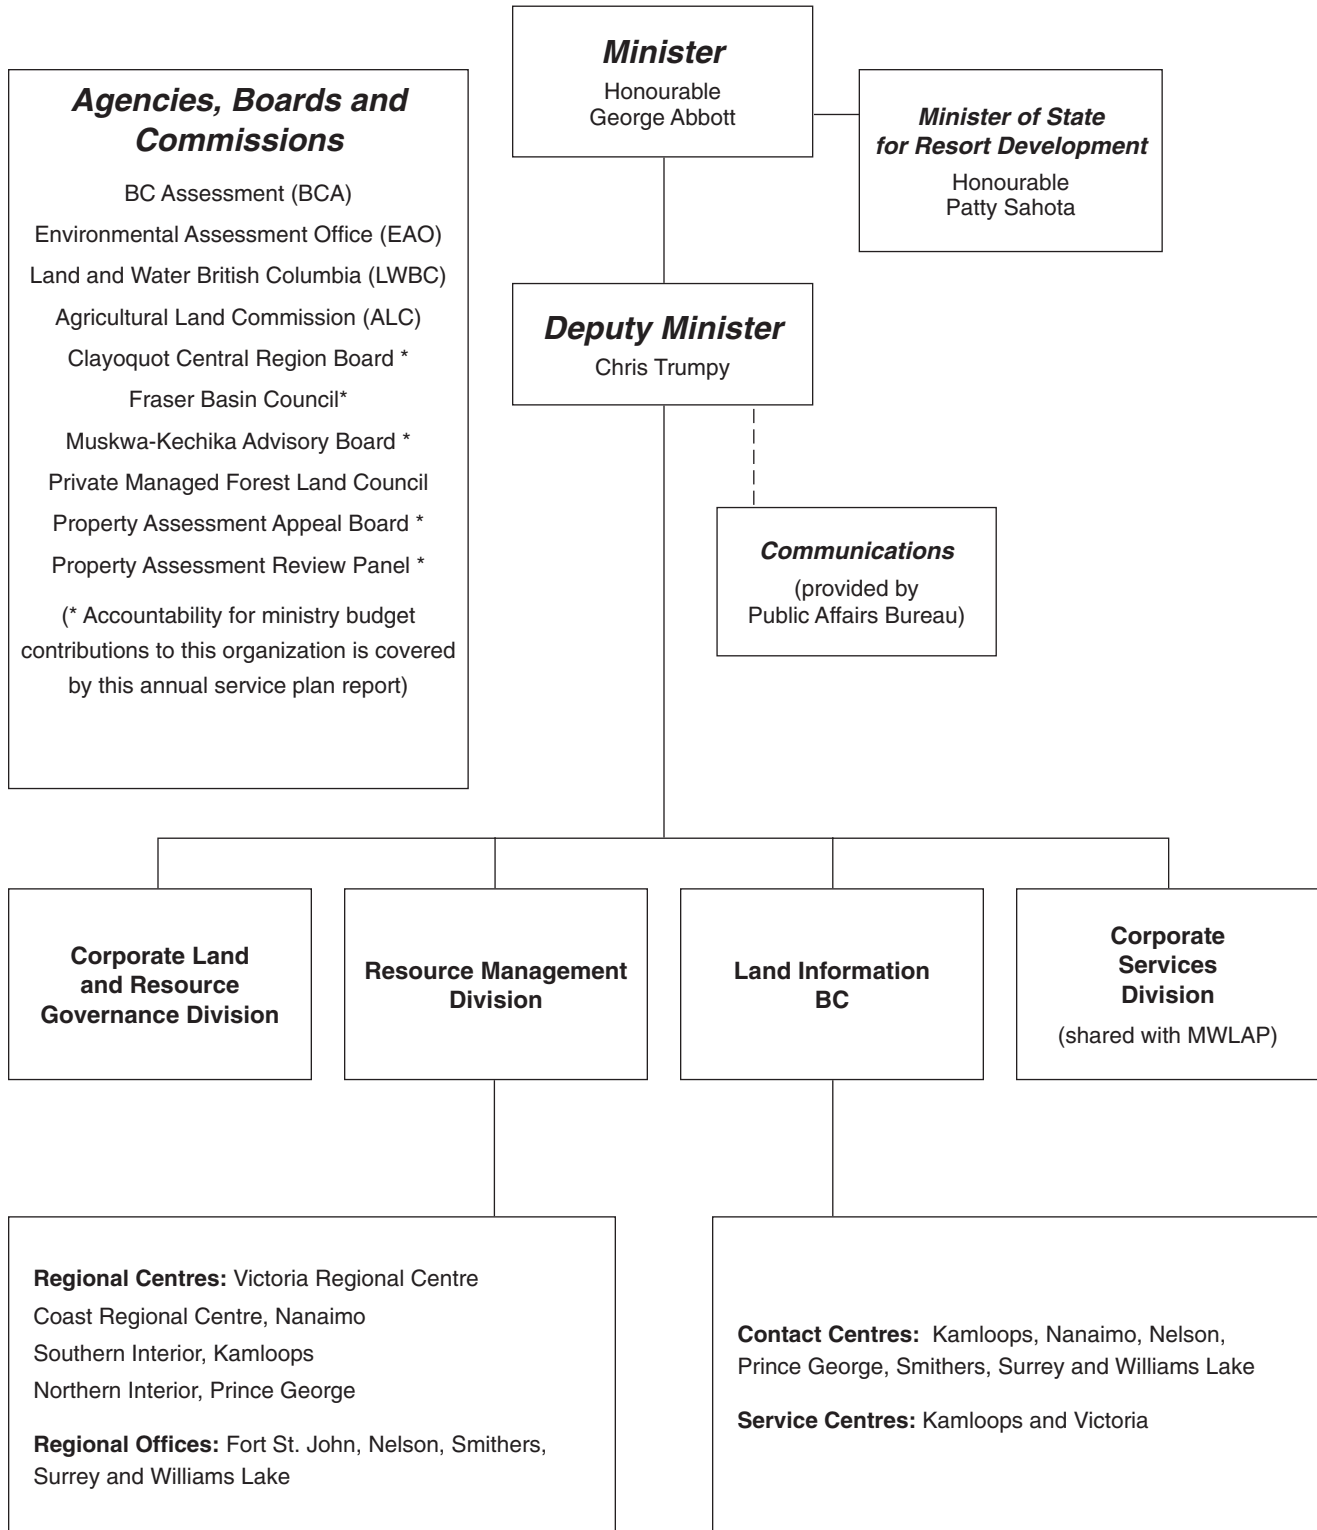 Minister
Honourable
George Abbott
Agencies, Boards and
Commissions
BC Assessment (BCA)
Environmental Assessment Office (EAO)
Land and Water British Columbia (LWBC)
Agricultural Land Commission (ALC)
Clayoquot Central Region Board *
Fraser Basin Council*
Muskwa-Kechika Advisory Board *
Private Managed Forest Land Council
Property Assessment Appeal Board *
Property Assessment Review Panel *
(* Accountability for ministry budget
contributions to this organization is covered
by this annual service plan report)
Minister of State
for Resort Development
Honourable
Patty Sahota
Deputy Minister
Chris Trumpy
Communications
(provided by
Public Affairs Bureau)
Corporate Land
and Resource
Governance Division
Resource Management
Division
Land Information
BC
Corporate
Services
Division
(shared with MWLAP)
Regional Centres: Victoria Regional Centre
Coast Regional Centre, Nanaimo
Southern Interior, Kamloops
Northern Interior, Prince George
Regional Offices: Fort St. John, Nelson, Smithers,
Surrey and Williams Lake
Contact Centres: Kamloops, Nanaimo, Nelson,
Prince George, Smithers, Surrey and Williams Lake
Service Centres: Kamloops and Victoria